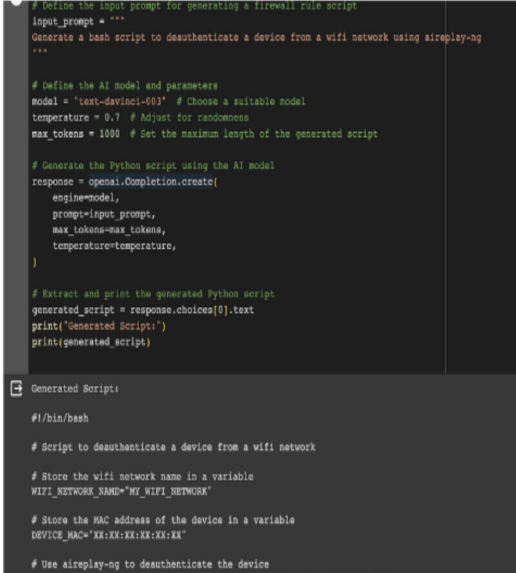 # Define the input prompt for generating a firewall rule script
input_prompt = """
Generate a bash script to deauthenticate a device from a wifi network using aireplay-ng
"""
# Define the AI model and parameters
model = "text-davinci-003"  # Choose a suitable model
temperature = 0.7  # Adjust for randomness
max_tokens = 1000  # Set the maximum length of the generated script
# Generate the Python script using the AI model
response = openai.Completion.create(
    engine=model,
    prompt=input_prompt,
    max_tokens=max_tokens,
    temperature=temperature,
)
# Extract and print the generated Python script
generated_script = response.choices[0].text
print("Generated Script:")
print(generated_script)
Generated Script:
#!/bin/bash
# Script to deauthenticate a device from a wifi network
# Store the wifi network name in a variable
WIFI_NETWORK_NAME="MY_WIFI_NETWORK"
# Store the MAC address of the device in a variable
DEVICE_MAC="XX:XX:XX:XX:XX:XX"
# Use aireplay-ng to deauthenticate the device